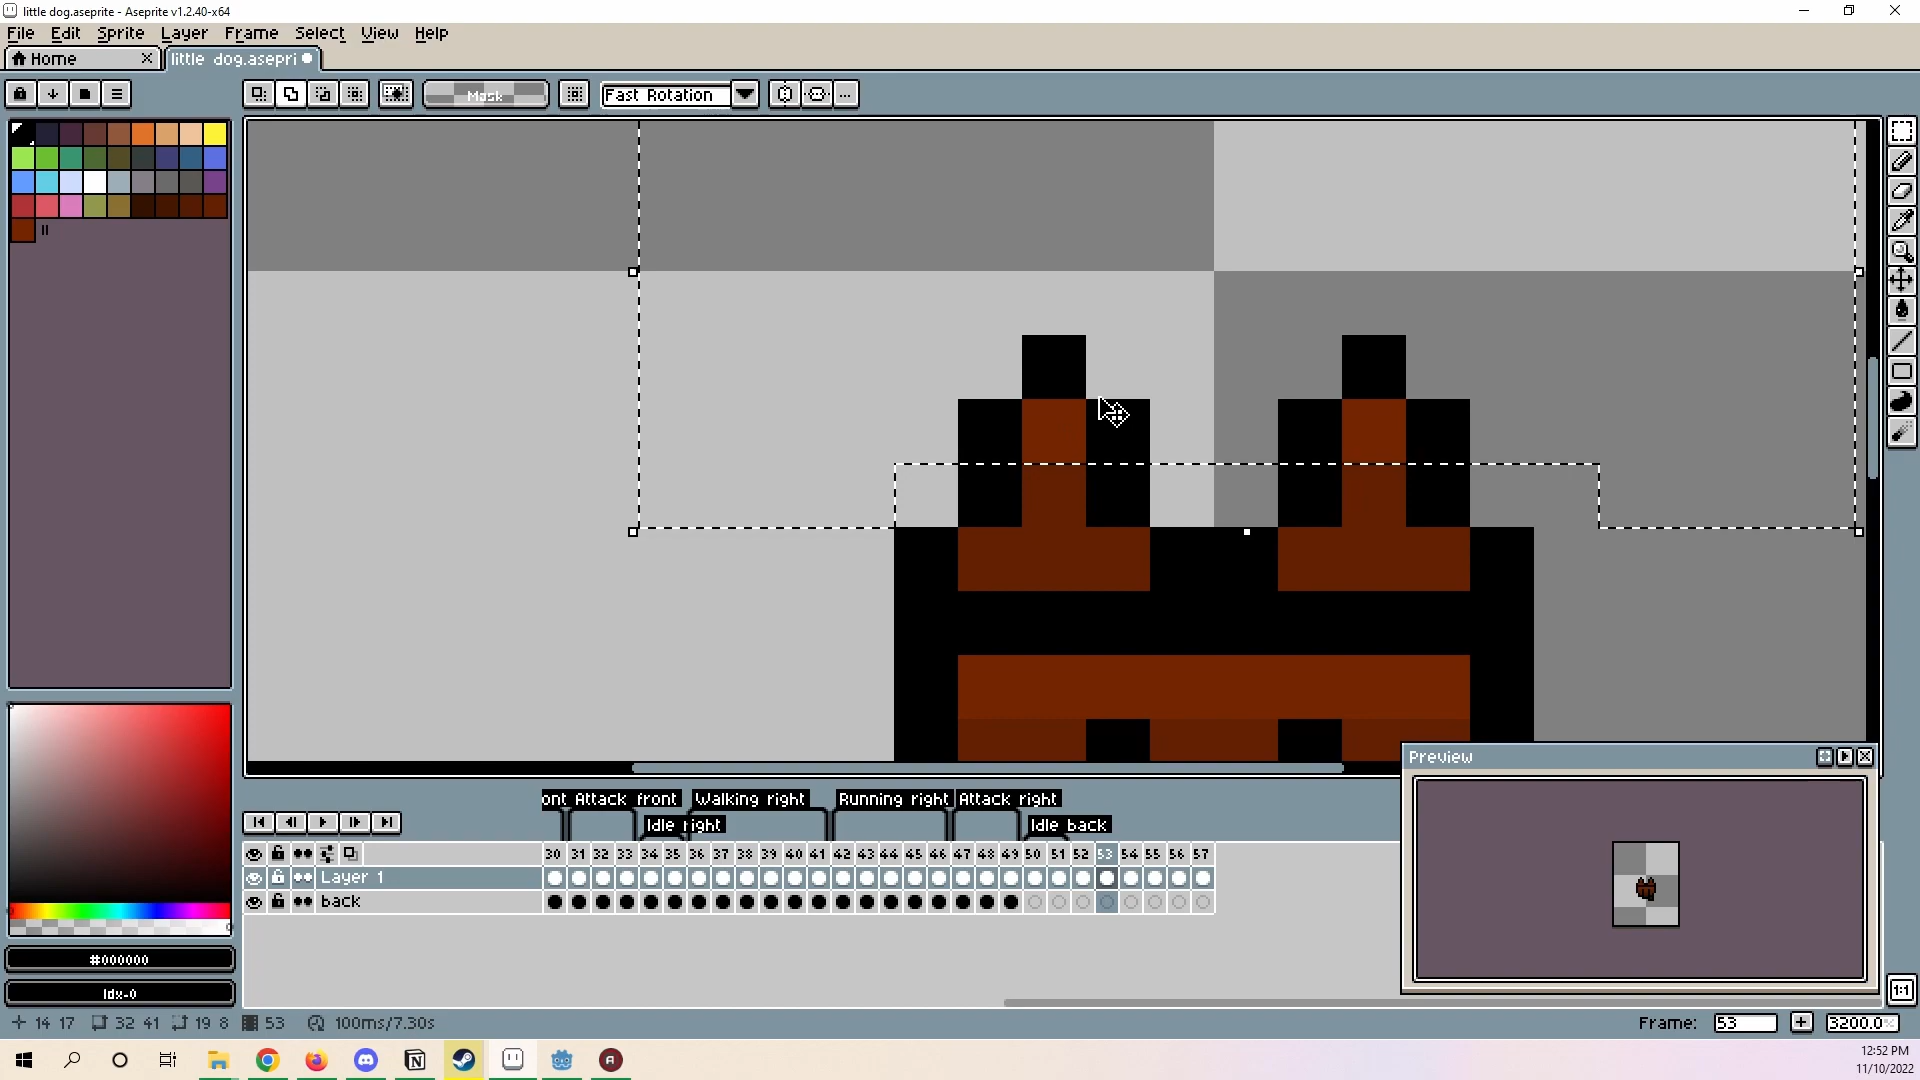 little dog.aseprite - Aseprite v1.2.40-x64
File Edit Sprite Layer Frame Select View Help
Home little dog.asepri
Mask Fast Rotation
#000000
Idx-0
Preview
ont Attack front Walking right Running right Attack right
Idle right Idle back
30 31 32 33 34 35 36 37 38 39 40 41 42 43 44 45 46 47 48 49 50 51 52 53 54 55 56 57
Layer 1
back
1:1
14 17 32 41 19 8 53 100ms/7.30s Frame: 53 + 3200.0
12:52 PM
11/10/2022